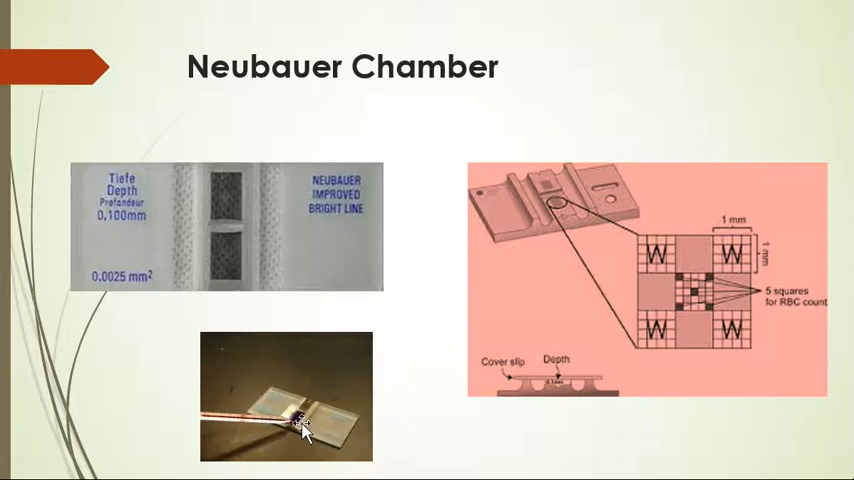 Neubauer Chamber
Tiefe
Depth
Profondeur
0,100mm
0,0025 mm²
NEUBAUER
IMPROVED
BRIGHT LINE
1 mm
1 mm
W
W
W
W
5 squares
for RBC count
Cover slip
Depth